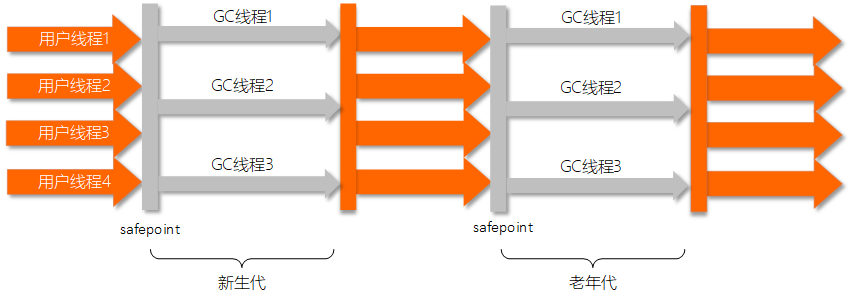 GC线程1
GC线程1
用户线程1
用户线程2
GC线程2
GC线程2
用户线程3
GC线程3
GC线程3
用户线程4
safepoint
safepoint
新生代
老年代